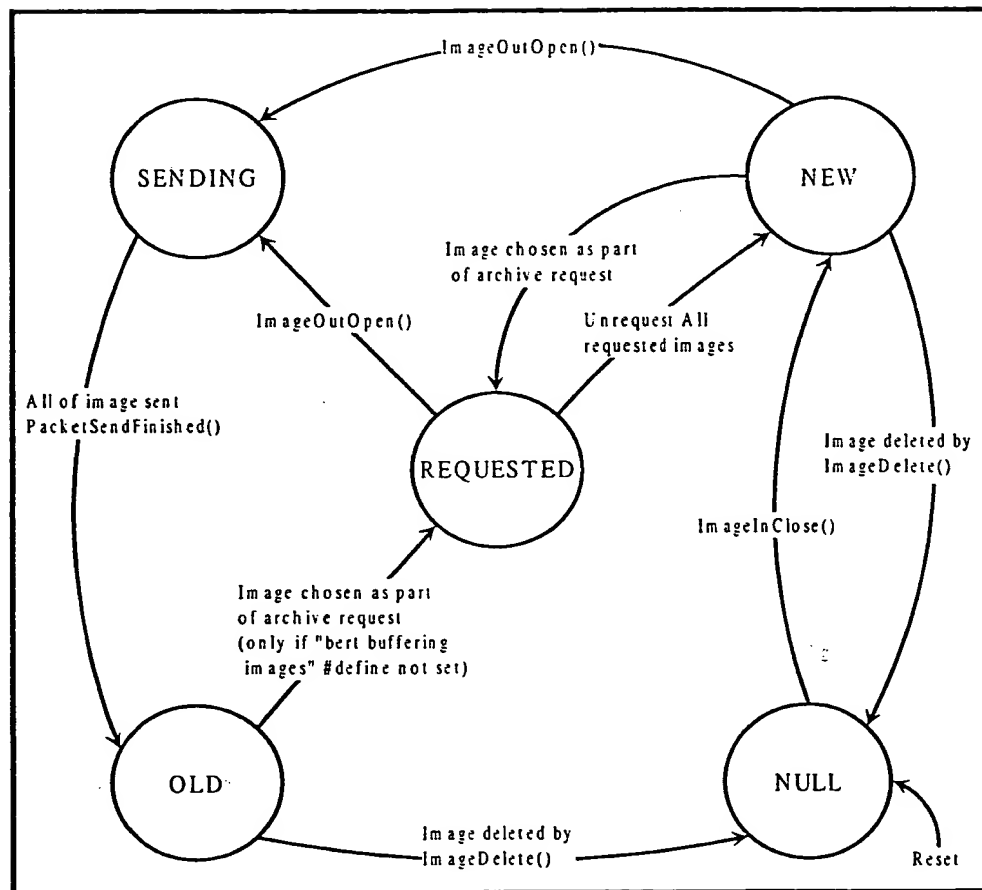 ImageOutOpen()
SENDING
NEW
Image chosen as part
of archive request
ImageOutOpen()
Unrequest All
requested images
All of image sent
PacketSendFinished()
REQUESTED
Image deleted by
ImageDelete()
ImageInClose()
Image chosen as part
of archive request
(only if "bert buffering
images" #define not set)
OLD
NULL
Image deleted by
ImageDelete()
Reset